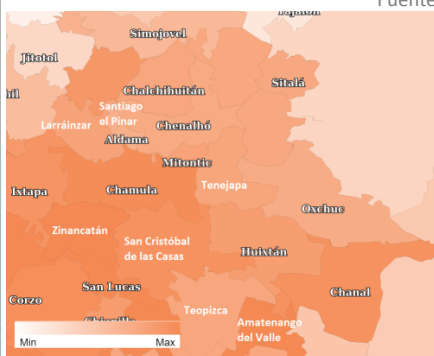 Fuente
Simojovel
Jitotol
Sitalá
Chalchihuitán
Santiago
el Pinar
Larráinzar
Chenalhó
Aldama
Mitontic
Ixtapa
Chamula
Tenejapa
Oxchuc
Zinacantán
San Cristóbal
de las Casas
Huixtán
San Lucas
Chanal
Corzo
Teopizca
Amatenango
del Valle
Min
Max